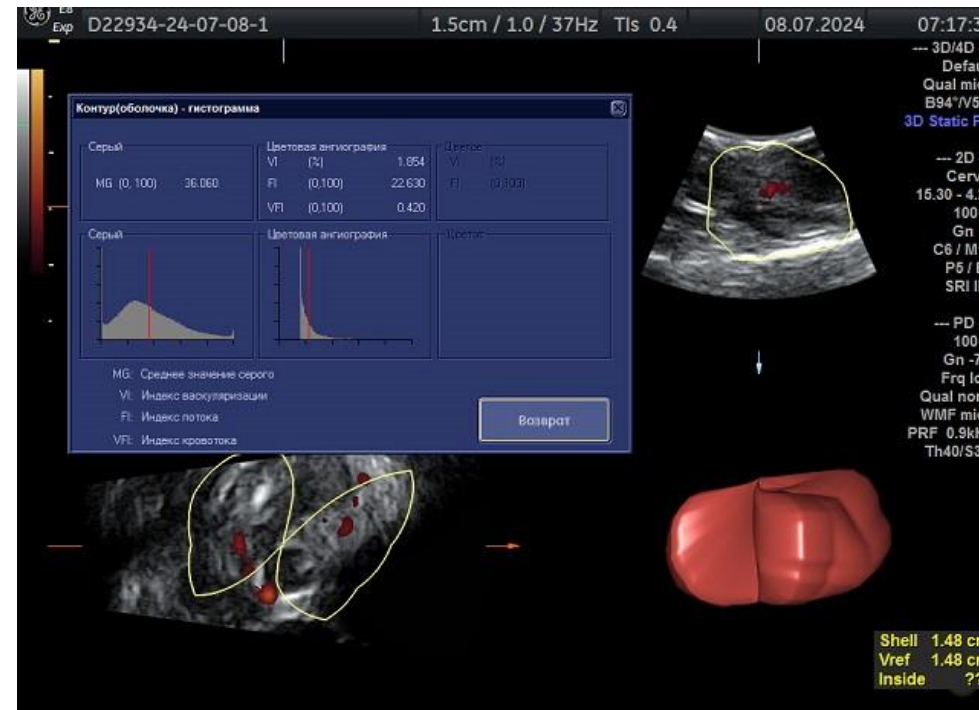 E8
Exp D22934-24-07-08-1 1.5cm / 1.0 / 37Hz TIs 0.4 08.07.2024 07:17:3
--- 3D/4D
Defau
Qual mi
B94°/V5
3D Static P
--- 2D
Cerv
15.30 - 4.
100
Gn
C6 / M
P5 / E
SRI II
--- PD
100
Gn -7
Frq lo
Qual nor
WMF mi
PRF 0.9kH
Th40/S3
Контур(оболочка) - гистограмма
Серый
MG (0, 100) 36.060
Цветовая ангиография
VI (%) 1.854
FI (0,100) 22.630
VFI (0,100) 0.420
Цветов
VI (%)
FI (0,100)
Серый
Цветовая ангиография
Цветов
MG: Среднее значение серого
VI: Индекс васкуляризации
FI: Индекс потока
VFI: Индекс кровотока
Возврат
Shell 1.48 c
Vref 1.48 c
Inside ??